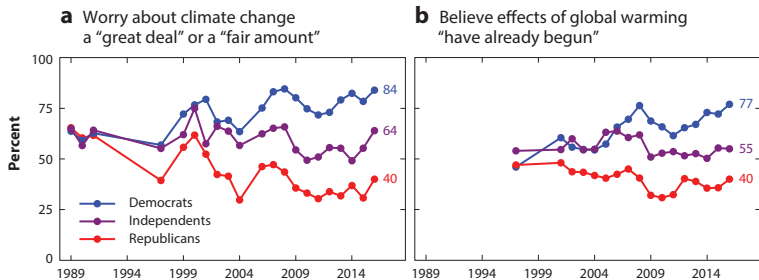 a Worry about climate change
a “great deal” or a “fair amount”
b Believe effects of global warming
“have already begun”
Percent
100
75
50
25
0
84
64
40
Democrats
Independents
Republicans
1989 1994 1999 2004 2009 2014
77
55
40
1989 1994 1999 2004 2009 2014